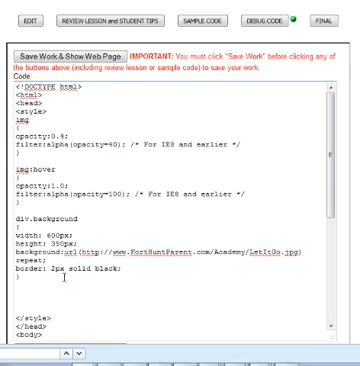 EDIT REVIEW LESSON and STUDENT TIPS SAMPLE CODE DEBUG CODE FINAL
Save Work & Show Web Page IMPORTANT: You must click "Save Work" before clicking any of
the buttons above (including review lesson or sample code) to save your work.
Code:
<!DOCTYPE html>
<html>
<head>
<style>
img
{
opacity:0.4;
filter:alpha(opacity=40); /* For IE8 and earlier */
}
img:hover
{
opacity:1.0;
filter:alpha(opacity=100); /* For IE8 and earlier */
}
div.background
{
width: 600px;
height: 350px;
background:url(http://www.FortHuntParent.com/Academy/LetItGo.jpg)
repeat;
border: 2px solid black;
}
</style>
</head>
<body>